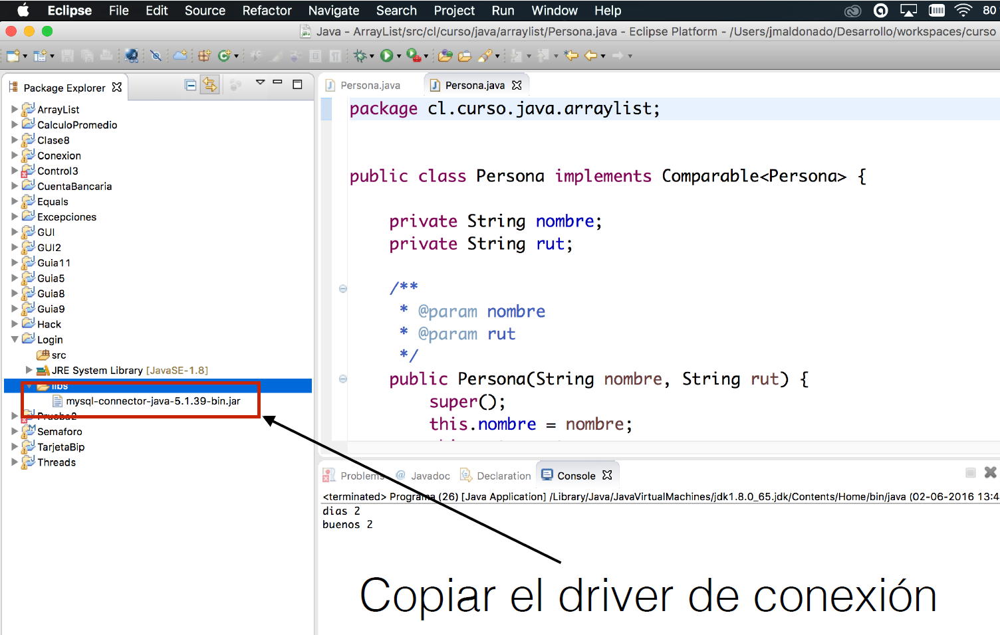 Eclipse File Edit Source Refactor Navigate Search Project Run Window Help 80
Java - ArrayList/src/cl/curso/java/arraylist/Persona.java - Eclipse Platform - /Users/jmaldonado/Desarrollo/workspaces/curso
Package Explorer
ArrayList
CalculoPromedio
Clase8
Conexion
Control3
CuentaBancaria
Equals
Excepciones
GUI
GUI2
Guia11
Guia5
Guia8
Guia9
Hack
Login
src
JRE System Library [JavaSE-1.8]
libs
mysql-connector-java-5.1.39-bin.jar
Prueba2
Semaforo
TarjetaBip
Threads
Persona.java Persona.java
package cl.curso.java.arraylist;
public class Persona implements Comparable<Persona> {
private String nombre;
private String rut;
/**
* @param nombre
* @param rut
*/
public Persona(String nombre, String rut) {
super();
this.nombre = nombre;
Problems Javadoc Declaration Console
<terminated> Programa (26) [Java Application] /Library/Java/JavaVirtualMachines/jdk1.8.0_65.jdk/Contents/Home/bin/java (02-06-2016 13:4
dias 2
buenos 2
Copiar el driver de conexión